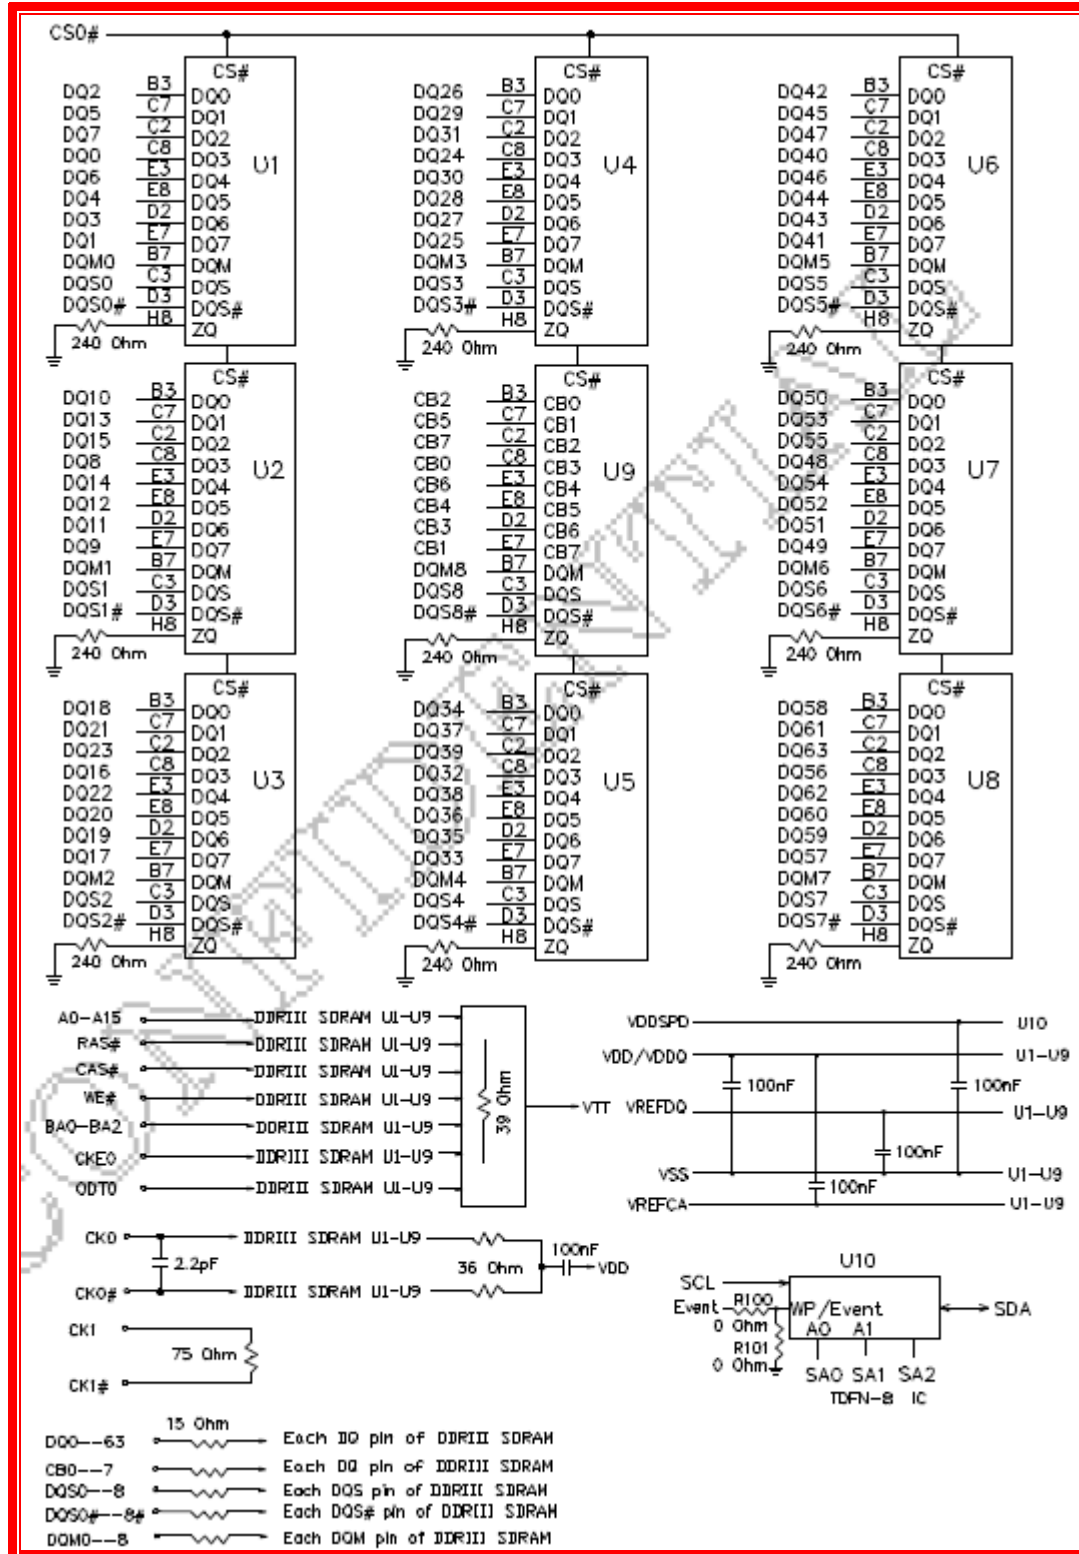 CS0#
CS#
DQ2 B3 DQ0
DQ5 C7 DQ1
DQ7 C2 DQ2
DQ0 C8 DQ3
DQ6 E3 DQ4
DQ4 E8 DQ5
DQ3 D2 DQ6
DQ1 E7 DQ7
DQM0 B7 DQM
DQS0 C3 DQS
DQS0# D3 DQS#
H8 ZQ
240 Ohm
U1
CS#
DQ26 B3 DQ0
DQ29 C7 DQ1
DQ31 C2 DQ2
DQ24 C8 DQ3
DQ30 E3 DQ4
DQ28 E8 DQ5
DQ27 D2 DQ6
DQ25 E7 DQ7
DQM3 B7 DQM
DQS3 C3 DQS
DQS3# D3 DQS#
H8 ZQ
240 Ohm
U4
CS#
DQ42 B3 DQ0
DQ45 C7 DQ1
DQ47 C2 DQ2
DQ40 C8 DQ3
DQ46 E3 DQ4
DQ44 E8 DQ5
DQ43 D2 DQ6
DQ41 E7 DQ7
DQM5 B7 DQM
DQS5 C3 DQS
DQS5# D3 DQS#
H8 ZQ
240 Ohm
U6
CS#
DQ10 B3 DQ0
DQ13 C7 DQ1
DQ15 C2 DQ2
DQ8 C8 DQ3
DQ14 E3 DQ4
DQ12 E8 DQ5
DQ11 D2 DQ6
DQ9 E7 DQ7
DQM1 B7 DQM
DQS1 C3 DQS
DQS1# D3 DQS#
H8 ZQ
240 Ohm
U2
CS#
CB2 B3 CB0
CB5 C7 CB1
CB7 C2 CB2
CB0 C8 CB3
CB6 E3 CB4
CB4 E8 CB5
CB3 D2 CB6
CB1 E7 CB7
DQM8 B7 DQM
DQS8 C3 DQS
DQS8# D3 DQS#
H8 ZQ
240 Ohm
U9
CS#
DQ50 B3 DQ0
DQ53 C7 DQ1
DQ55 C2 DQ2
DQ48 C8 DQ3
DQ54 E3 DQ4
DQ52 E8 DQ5
DQ51 D2 DQ6
DQ49 E7 DQ7
DQM6 B7 DQM
DQS6 C3 DQS
DQS6# D3 DQS#
H8 ZQ
240 Ohm
U7
CS#
DQ18 B3 DQ0
DQ21 C7 DQ1
DQ23 C2 DQ2
DQ16 C8 DQ3
DQ22 E3 DQ4
DQ20 E8 DQ5
DQ19 D2 DQ6
DQ17 E7 DQ7
DQM2 B7 DQM
DQS2 C3 DQS
DQS2# D3 DQS#
H8 ZQ
240 Ohm
U3
CS#
DQ34 B3 DQ0
DQ37 C7 DQ1
DQ39 C2 DQ2
DQ32 C8 DQ3
DQ38 E3 DQ4
DQ36 E8 DQ5
DQ35 D2 DQ6
DQ33 E7 DQ7
DQM4 B7 DQM
DQS4 C3 DQS
DQS4# D3 DQS#
H8 ZQ
240 Ohm
U5
CS#
DQ58 B3 DQ0
DQ61 C7 DQ1
DQ63 C2 DQ2
DQ56 C8 DQ3
DQ62 E3 DQ4
DQ60 E8 DQ5
DQ59 D2 DQ6
DQ57 E7 DQ7
DQM7 B7 DQM
DQS7 C3 DQS
DQS7# D3 DQS#
H8 ZQ
240 Ohm
U8
A0-A15 DDRIII SDRAM U1-U9
RAS# DDRIII SDRAM U1-U9
CAS# DDRIII SDRAM U1-U9
WE# DDRIII SDRAM U1-U9
BA0-BA2 DDRIII SDRAM U1-U9
CKE0 DDRIII SDRAM U1-U9
ODT0 DDRIII SDRAM U1-U9
39 Ohm
VTT
VDDSPD U10
VDD/VDDQ U1-U9
100nF 100nF
VREFDQ U1-U9
100nF
VSS U1-U9
100nF
VREFCA U1-U9
CK0 DDRIII SDRAM U1-U9
2.2pF
36 Ohm
100nF
VDD
CK0# DDRIII SDRAM U1-U9
CK1
75 Ohm
CK1#
U10
SCL
Event R100 WP/Event SDA
0 Ohm A0 A1
R101
0 Ohm
SA0 SA1 SA2
TDFN-8 IC
15 Ohm
DQ0--63 Each DQ pin of DDRIII SDRAM
CB0--7 Each DQ pin of DDRIII SDRAM
DQS0--8 Each DQS pin of DDRIII SDRAM
DQS0#--8# Each DQS# pin of DDRIII SDRAM
DQM0--8 Each DQM pin of DDRIII SDRAM